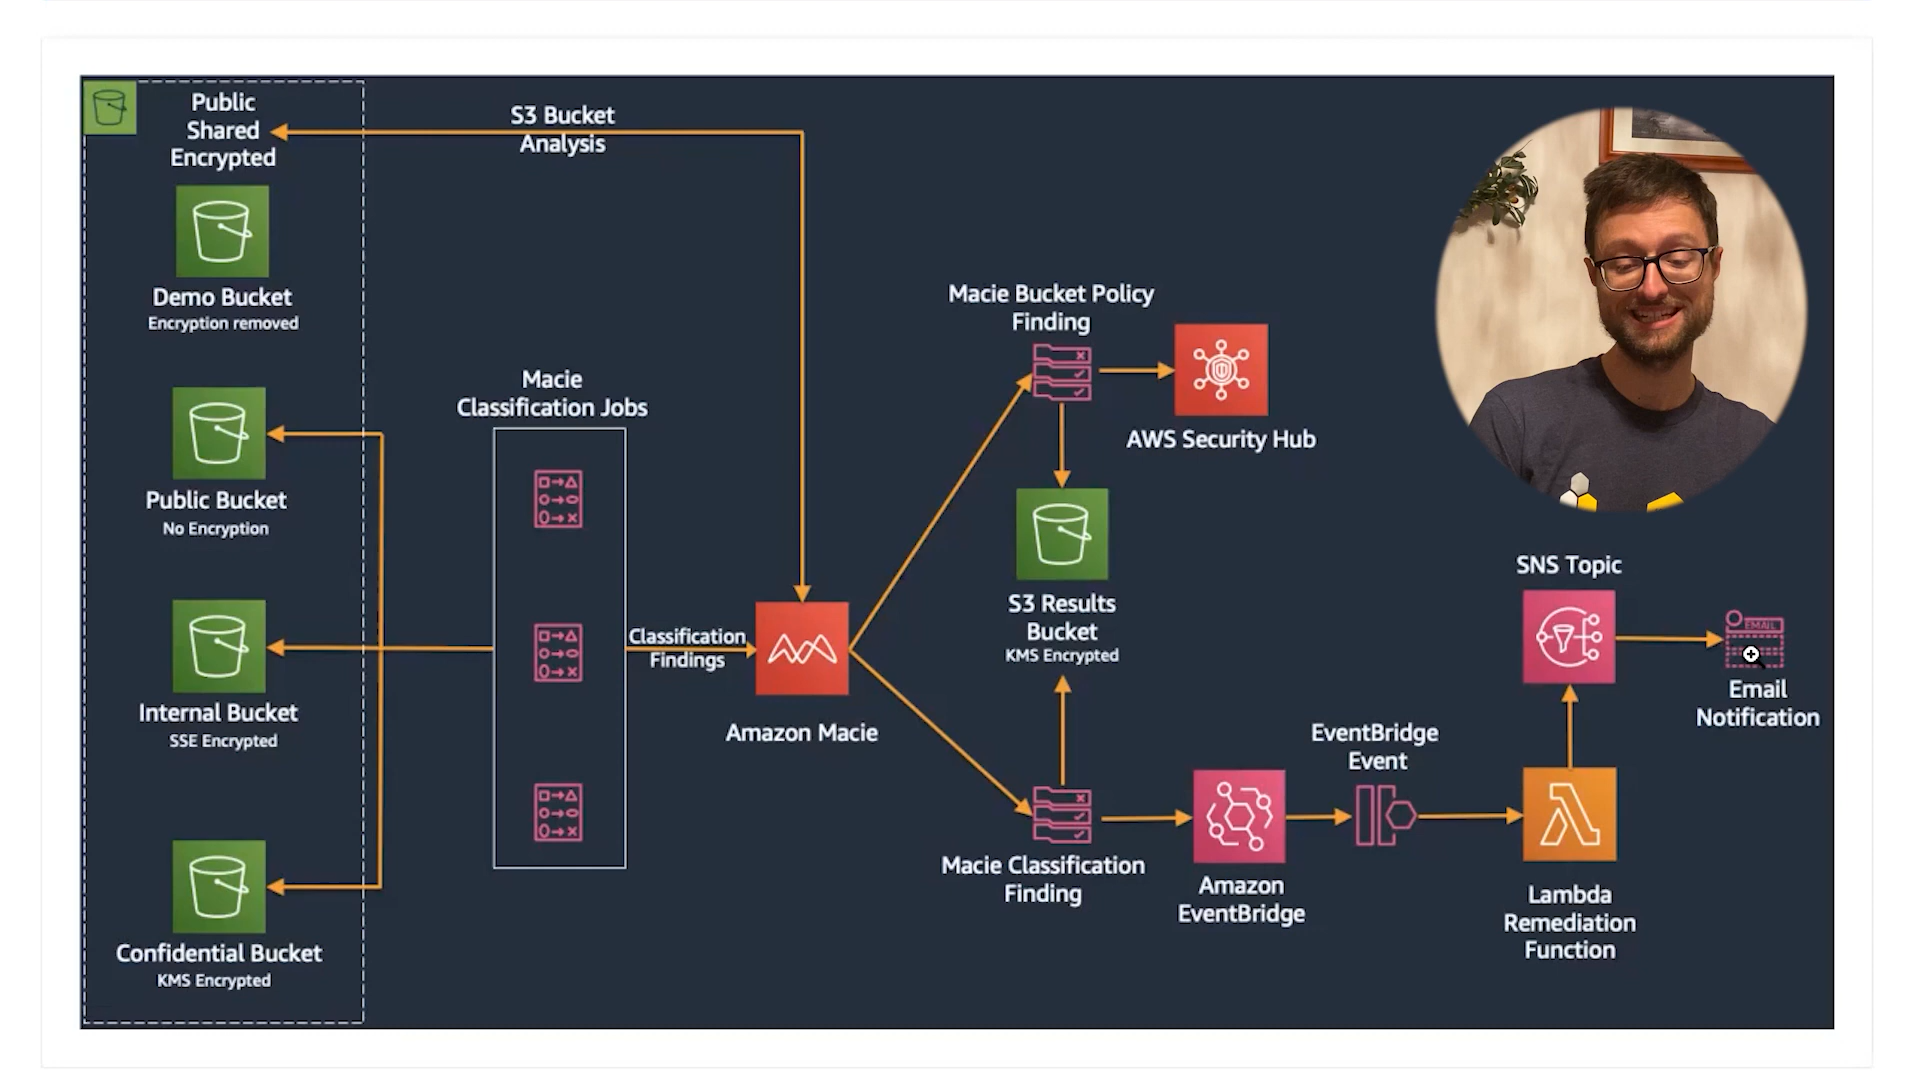 Public
Shared
Encrypted
S3 Bucket
Analysis
Demo Bucket
Encryption removed
Macie Bucket Policy
Finding
Macie
Classification Jobs
AWS Security Hub
Public Bucket
No Encryption
SNS Topic
S3 Results
Bucket
KMS Encrypted
Classification
Findings
EMAIL
Internal Bucket
SSE Encrypted
Amazon Macie
Email
Notification
EventBridge
Event
Macie Classification
Finding
Amazon
EventBridge
Lambda
Remediation
Function
Confidential Bucket
KMS Encrypted